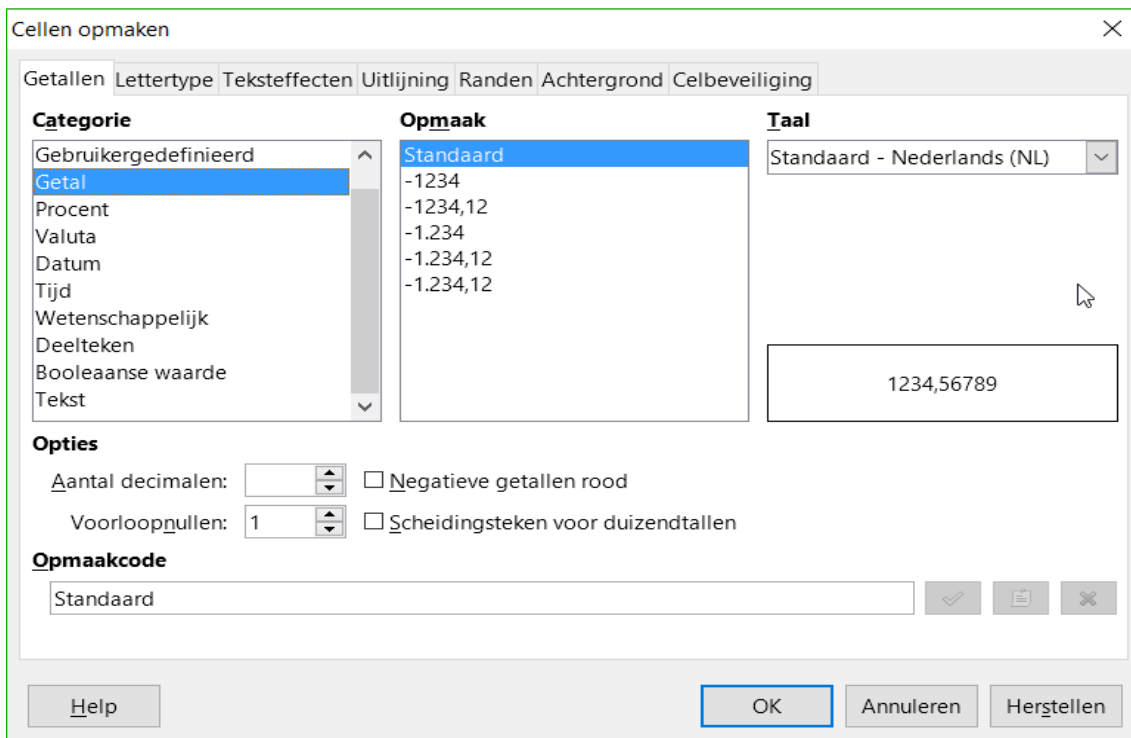 Cellen opmaken
Getallen Lettertype Teksteffecten Uitlijning Randen Achtergrond Celbeveiliging
Categorie
Gebruikergedefinieerd
Getal
Procent
Valuta
Datum
Tijd
Wetenschappelijk
Deelteken
Booleaanse waarde
Tekst
Opmaak
Standaard
-1234
-1234,12
-1.234
-1.234,12
-1.234,12
Taal
Standaard - Nederlands (NL)
1234,56789
Opties
Aantal decimalen:
Negatieve getallen rood
Voorloopnullen: 1
Scheidingsteken voor duizendtallen
Opmaakcode
Standaard
Help
OK
Annuleren
Herstellen